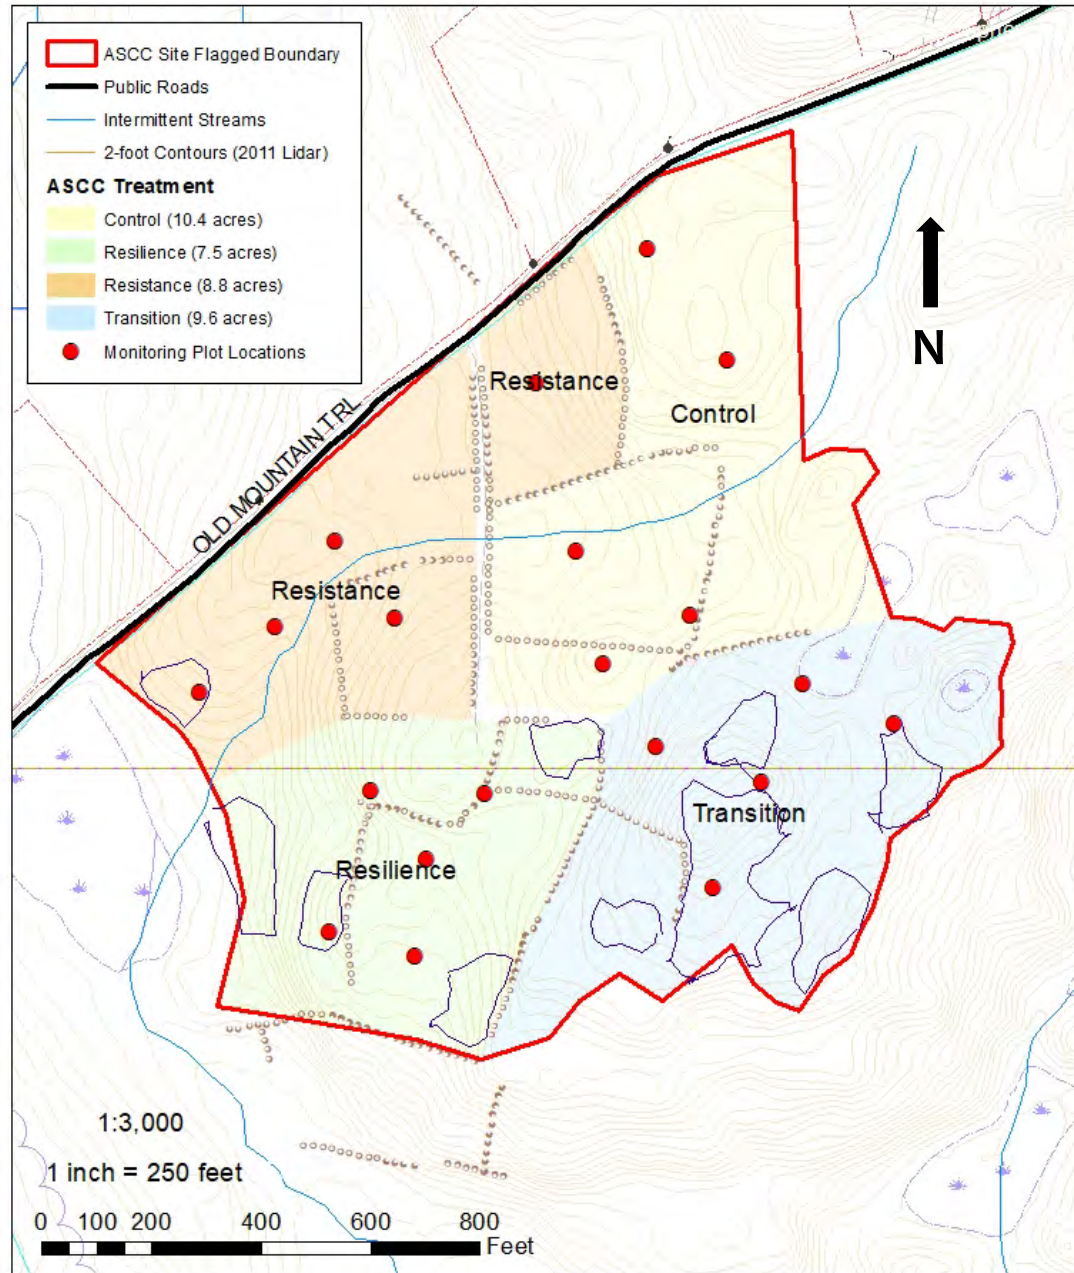 ASCC Site Flagged Boundary
Public Roads
Intermittent Streams
2-foot Contours (2011 Lidar)
ASCC Treatment
Control (10.4 acres)
Resilience (7.5 acres)
Resistance (8.8 acres)
Transition (9.6 acres)
Monitoring Plot Locations
N
Resistance
Control
OLD MOUNTAIN TRL
Resistance
Transition
Resilience
1:3,000
1 inch = 250 feet
0 100 200 400 600 800
Feet